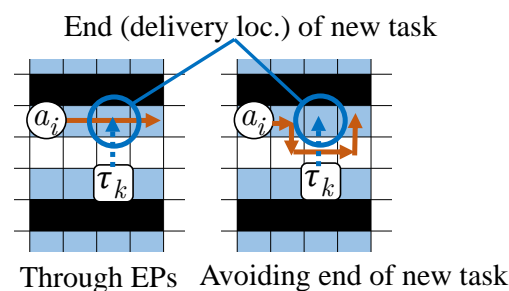 End (delivery loc.) of new task
a_i a_i
τ_k τ_k
Through EPs Avoiding end of new task